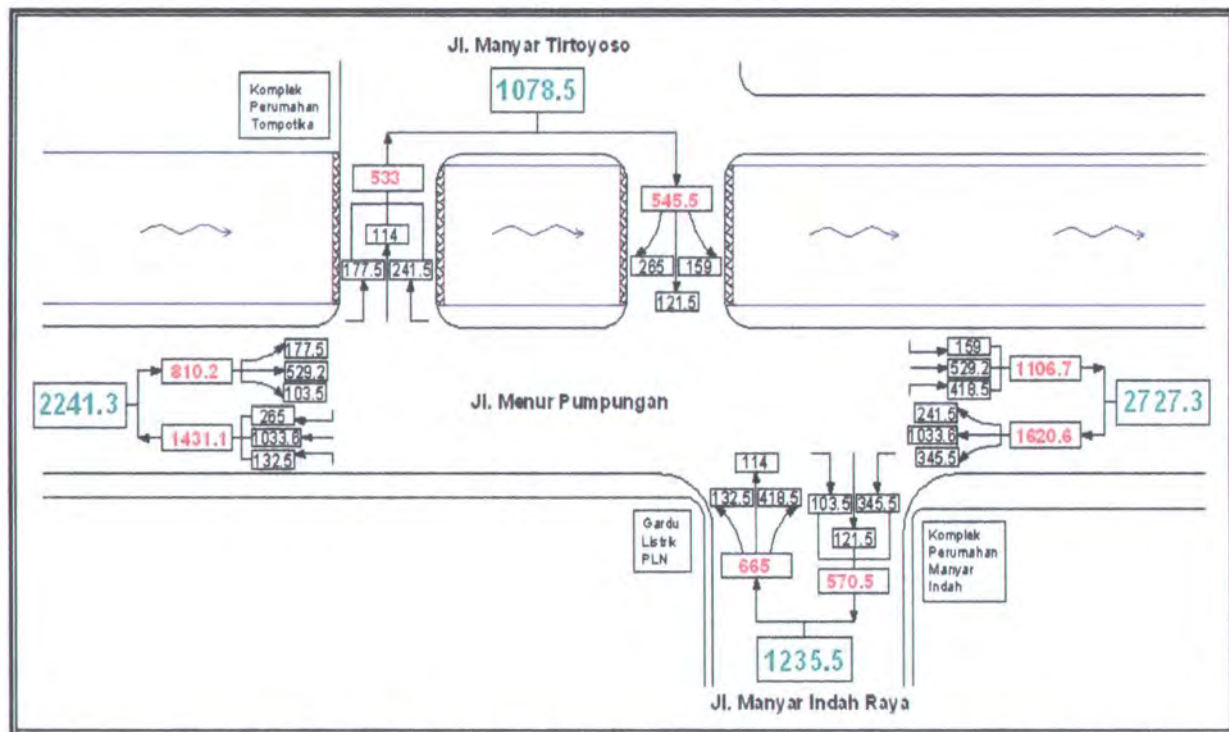 Jl. Manyar Tirtoyoso
1078.5
Komplek
Perumahan
Tompotika
533
545.5
114
177.5
241.5
265
159
121.5
177.5
810.2
529.2
103.5
2241.3
265
1431.1
1033.6
132.5
Jl. Menur Pumpungan
159
529.2
1106.7
418.5
2727.3
241.5
1033.6
1620.6
345.5
114
132.5
418.5
103.5
345.5
121.5
665
570.5
Gardu
Listrik
PLN
Komplek
Perumahan
Manyar
Indah
1235.5
Jl. Manyar Indah Raya